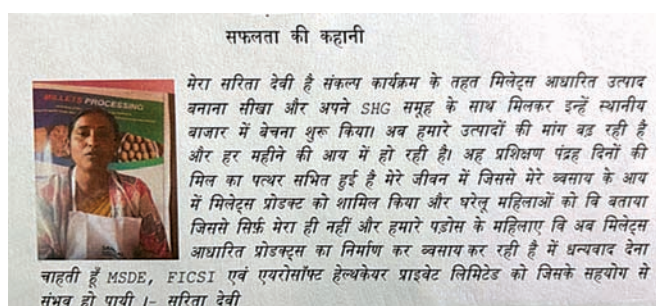 सफलता की कहानी
MILLETS PROCESSING
मेरा सरिता देवी है संकल्प कार्यक्रम के तहत मिलेट्स आधारित उत्पाद
बनाना सीखा और अपने SHG समूह के साथ मिलकर इन्हें स्थानीय
बाजार में बेचना शुरू किया। अब हमारे उत्पादों की मांग बढ़ रही है
और हर महीने की आय में हो रही है। अह प्रशिक्षण पंद्रह दिनों की
मिल का पत्थर सभित हुई है मेरे जीवन में जिससे मेरे व्यसाय के आय
में मिलेट्स प्रोडक्ट को शामिल किया और घरेलू महिलाओं को वि बताया
जिससे सिर्फ़ मेरा ही नहीं और हमारे पड़ोस के महिलाए वि अब मिलेट्स
आधारित प्रोडक्ट्स का निर्माण कर व्यसाय कर रही है में धन्यवाद देना
चाहती हूँ MSDE, FICSI एवं एयरोसॉफ्ट हेल्थकेयर प्राइवेट लिमिटेड को जिसके सहयोग से
संभव हो पायी ।- सरिता देवी